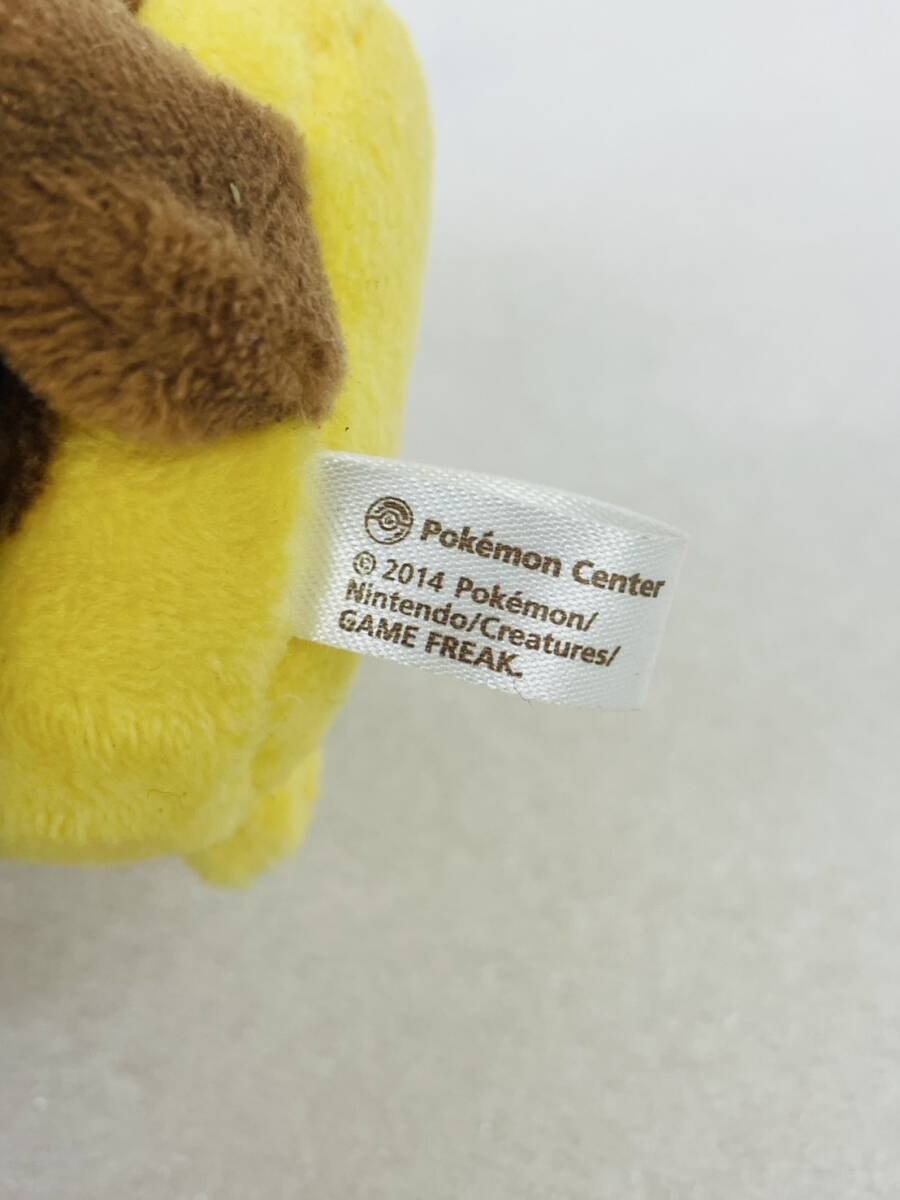 Pokémon Center
© 2014 Pokémon/
Nintendo/Creatures/
GAME FREAK.